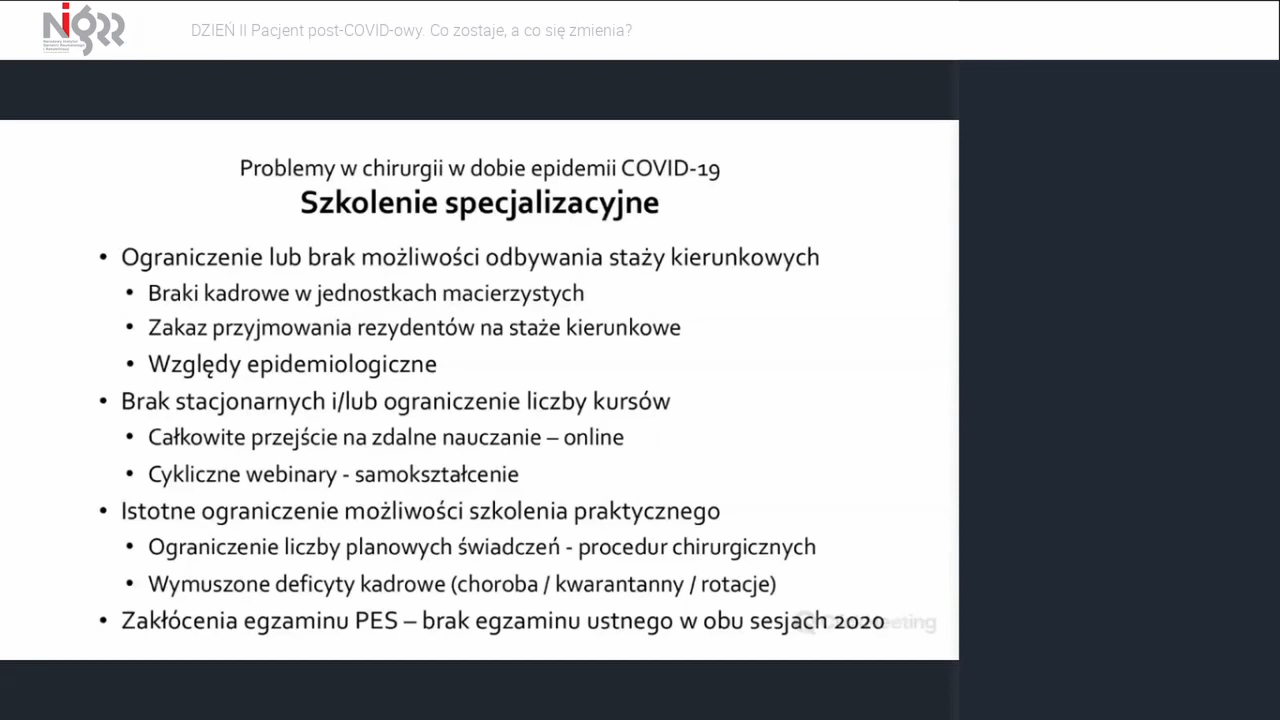 DZIEŃ II Pacjent post-COVID-owy. Co zostaje, a co się zmienia?
Problemy w chirurgii w dobie epidemii COVID-19
Szkolenie specjalizacyjne
• Ograniczenie lub brak możliwości odbywania staży kierunkowych
• Braki kadrowe w jednostkach macierzystych
• Zakaz przyjmowania rezydentów na staże kierunkowe
• Względy epidemiologiczne
• Brak stacjonarnych i/lub ograniczenie liczby kursów
• Całkowite przejście na zdalne nauczanie – online
• Cykliczne webinary - samokształcenie
• Istotne ograniczenie możliwości szkolenia praktycznego
• Ograniczenie liczby planowych świadczeń - procedur chirurgicznych
• Wymuszone deficyty kadrowe (choroba / kwarantanny / rotacje)
• Zakłócenia egzaminu PES – brak egzaminu ustnego w obu sesjach 2020